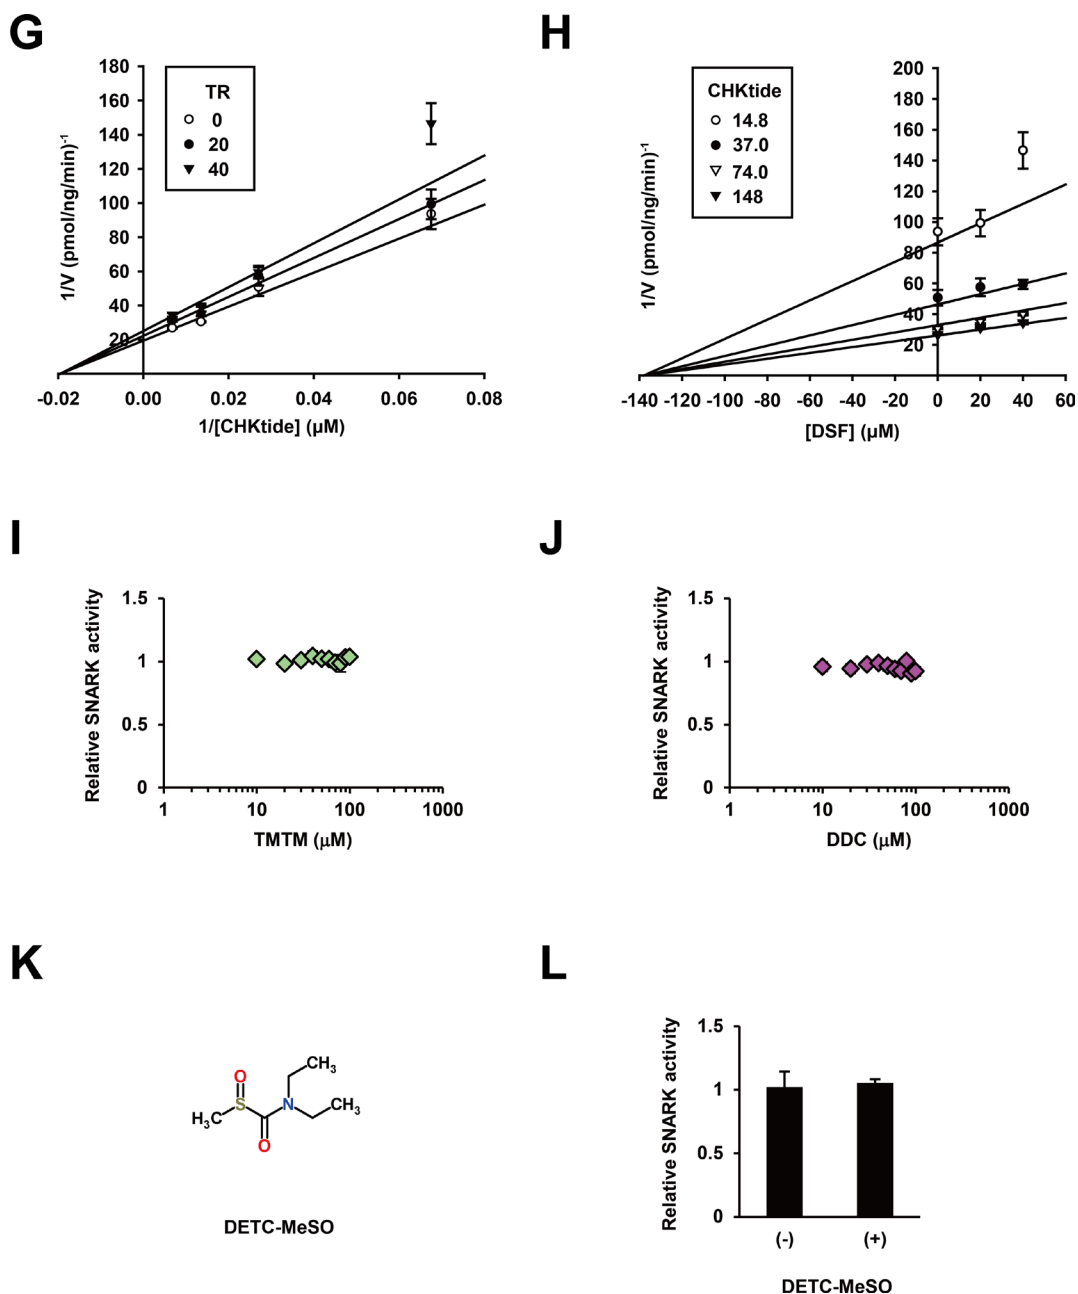 G
180
160
140
120
100
80
60
40
20
1/V (pmol/ng/min)-1
TR
0
20
40
-0.02 0.00 0.02 0.04 0.06 0.08
1/[CHKtide] (µM)
H
200
180
160
140
120
100
80
60
40
20
1/V (pmol/ng/min)-1
CHKtide
14.8
37.0
74.0
148
-140 -120 -100 -80 -60 -40 -20 0 20 40 60
[DSF] (µM)
I
Relative SNARK activity
1.5
1
0.5
0
1 10 100 1000
TMTM (µM)
J
Relative SNARK activity
1.5
1
0.5
0
1 10 100 1000
DDC (µM)
K
O
CH3
H3C
S
N
CH3
O
DETC-MeSO
L
Relative SNARK activity
1.5
1
0.5
0
(-) (+)
DETC-MeSO